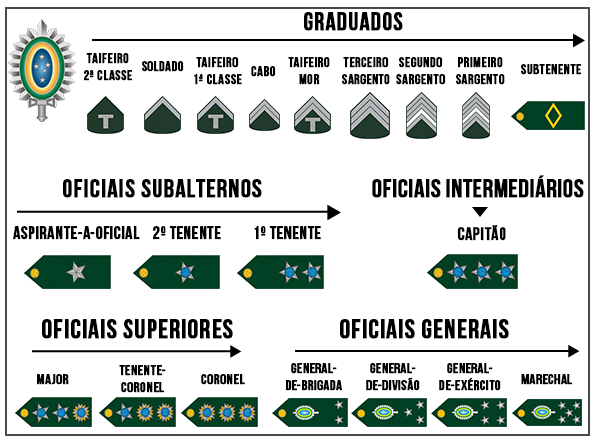 GRADUADOS
TAIFEIRO
2ª CLASSE
SOLDADO
TAIFEIRO
1ª CLASSE
CABO
TAIFEIRO
MOR
TERCEIRO
SARGENTO
SEGUNDO
SARGENTO
PRIMEIRO
SARGENTO
SUBTENENTE
T
T
T
OFICIAIS SUBALTERNOS
OFICIAIS INTERMEDIÁRIOS
ASPIRANTE-A-OFICIAL
2º TENENTE
1º TENENTE
CAPITÃO
OFICIAIS SUPERIORES
OFICIAIS GENERAIS
MAJOR
TENENTE-
CORONEL
CORONEL
GENERAL-
DE-BRIGADA
GENERAL-
DE-DIVISÃO
GENERAL-
DE-EXÉRCITO
MARECHAL